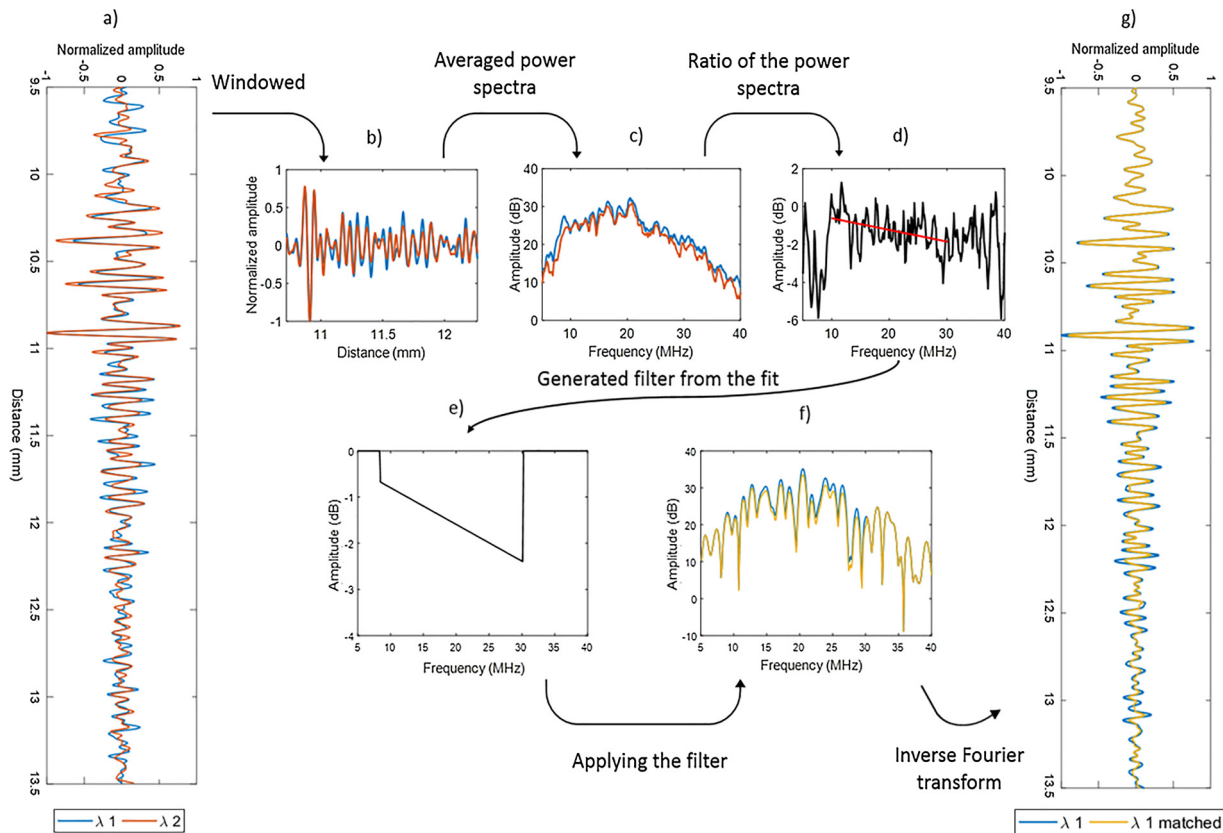 a)
Normalized amplitude
-1 -0.5 0 0.5 1
9.5
10
10.5
11
11.5
12
12.5
13
13.5
Distance (mm)
λ 1 λ 2
Windowed
b)
Normalized amplitude
1
0.5
0
-0.5
-1
11 11.5 12
Distance (mm)
Averaged power
spectra
c)
Amplitude (dB)
40
30
20
10
0
10 20 30 40
Frequency (MHz)
Ratio of the power
spectra
d)
Amplitude (dB)
2
0
-2
-4
-6
10 20 30 40
Frequency (MHz)
Generated filter from the fit
e)
Amplitude (dB)
0
-1
-2
-3
-4
5 10 15 20 25 30 35 40
Frequency (MHz)
f)
Amplitude (dB)
40
30
20
10
0
-10
5 10 15 20 25 30 35 40
Frequency (MHz)
Applying the filter
Inverse Fourier
transform
g)
Normalized amplitude
-1 -0.5 0 0.5 1
9.5
10
10.5
11
11.5
12
12.5
13
13.5
Distance (mm)
λ 1 λ 1 matched